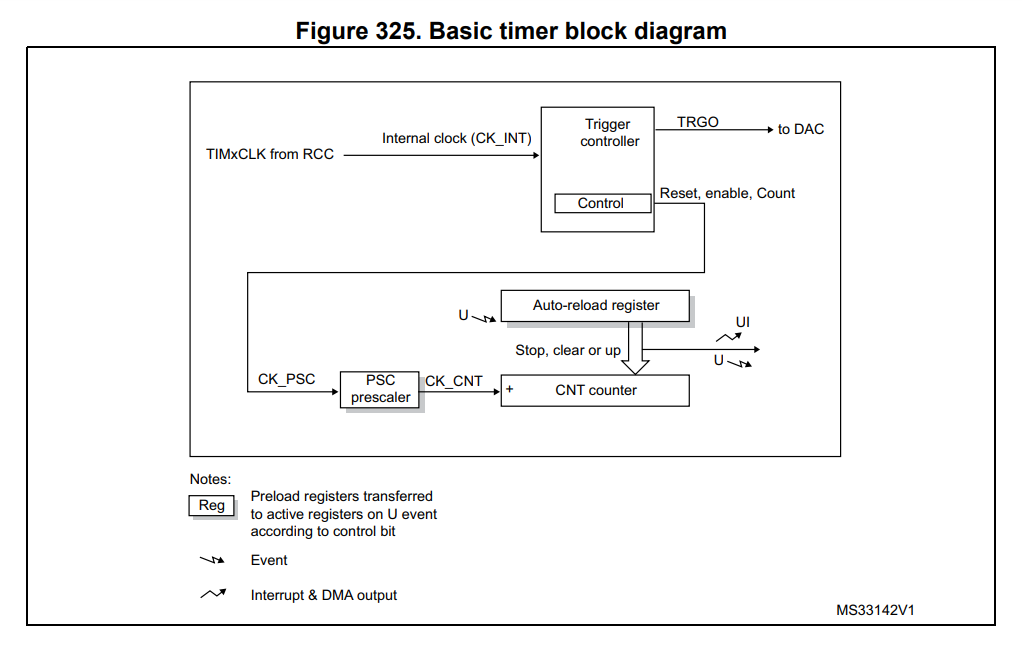 Figure 325. Basic timer block diagram
Trigger
controller
TRGO
to DAC
Internal clock (CK_INT)
TIMxCLK from RCC
Control
Reset, enable, Count
Auto-reload register
U
UI
Stop, clear or up
U
CK_PSC
PSC
prescaler
CK_CNT
+
CNT counter
Notes:
Reg
Preload registers transferred
to active registers on U event
according to control bit
Event
Interrupt & DMA output
MS33142V1